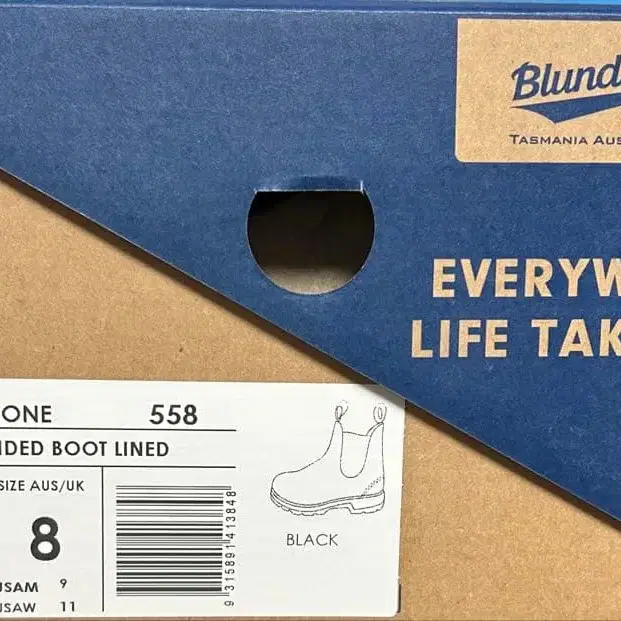 Blund
TASMANIA AUS
EVERYW
LIFE TAK
ONE 558
DED BOOT LINED
SIZE AUS/UK
8
USAM 9
USAW 11
9 315891 413848
BLACK